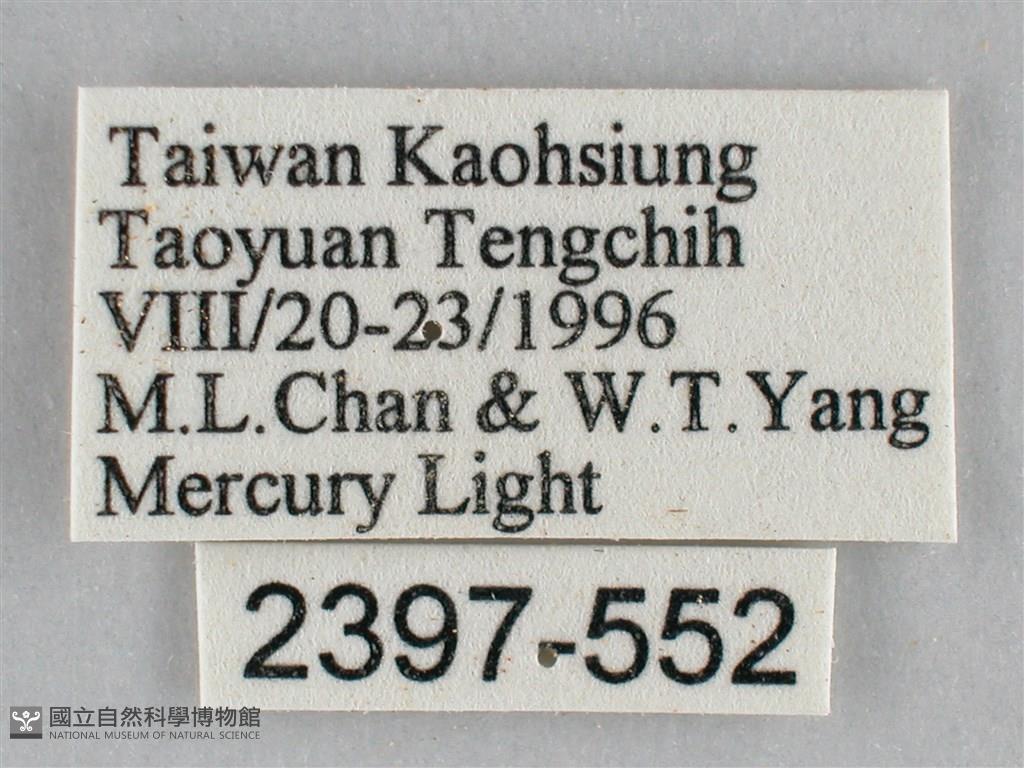 Taiwan Kaohsiung
Taoyuan Tengchih
VIII/20-23/1996
M.L.Chan & W.T.Yang
Mercury Light
2397-552
國立自然科學博物館
NATIONAL MUSEUM OF NATURAL SCIENCE